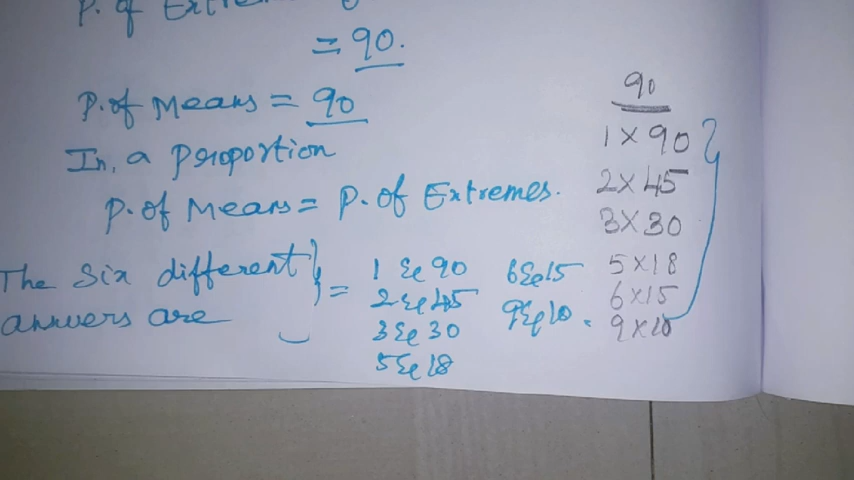 P. of Extre
= 90.
P. of Means = 90
In, a proportion
P. of Means = P. of Extremes.
The six different } = 1 & 90 6 & 15
answers are 2 & 45 9 & 10.
3 & 30
5 & 18
90
1 × 90
2 × 45
3 × 30
5 × 18
6 × 15
9 × 10